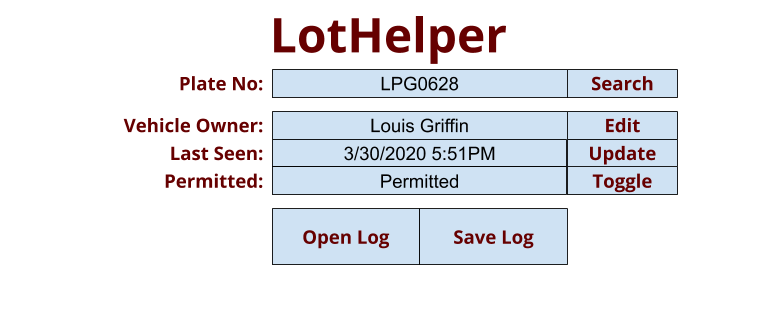 LotHelper
Plate No: LPG0628 Search
Vehicle Owner: Louis Griffin Edit
Last Seen: 3/30/2020 5:51PM Update
Permitted: Permitted Toggle
Open Log Save Log